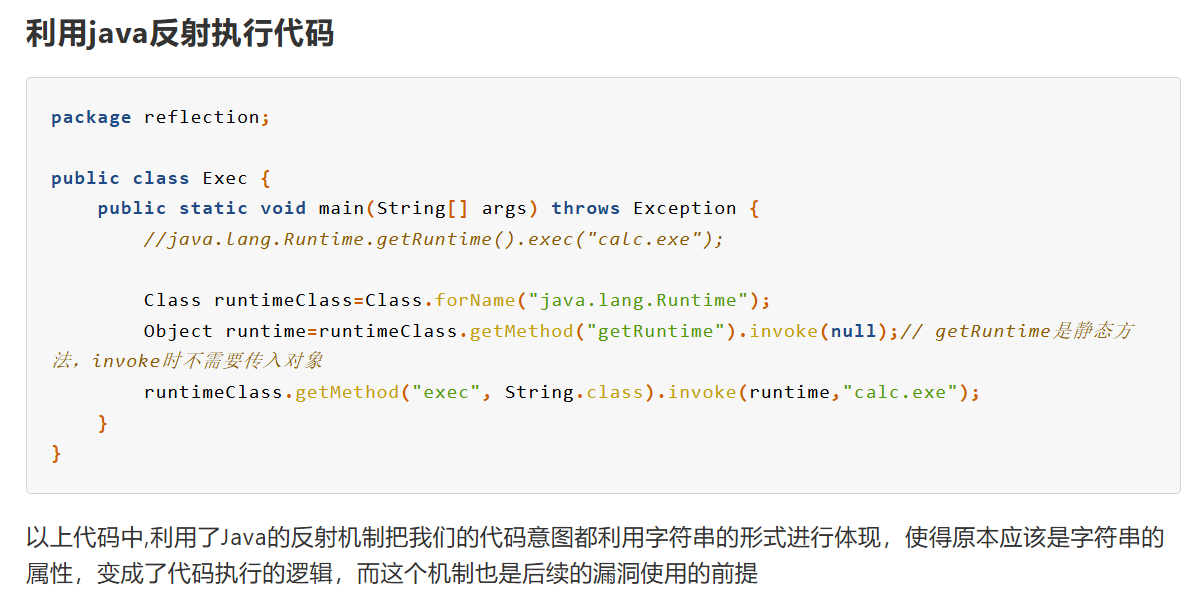 利用java反射执行代码
package reflection;
public class Exec {
public static void main(String[] args) throws Exception {
//java.lang.Runtime.getRuntime().exec("calc.exe");
Class runtimeClass=Class.forName("java.lang.Runtime");
Object runtime=runtimeClass.getMethod("getRuntime").invoke(null);// getRuntime是静态方
法，invoke时不需要传入对象
runtimeClass.getMethod("exec", String.class).invoke(runtime,"calc.exe");
}
}
以上代码中,利用了Java的反射机制把我们的代码意图都利用字符串的形式进行体现，使得原本应该是字符串的
属性，变成了代码执行的逻辑，而这个机制也是后续的漏洞使用的前提